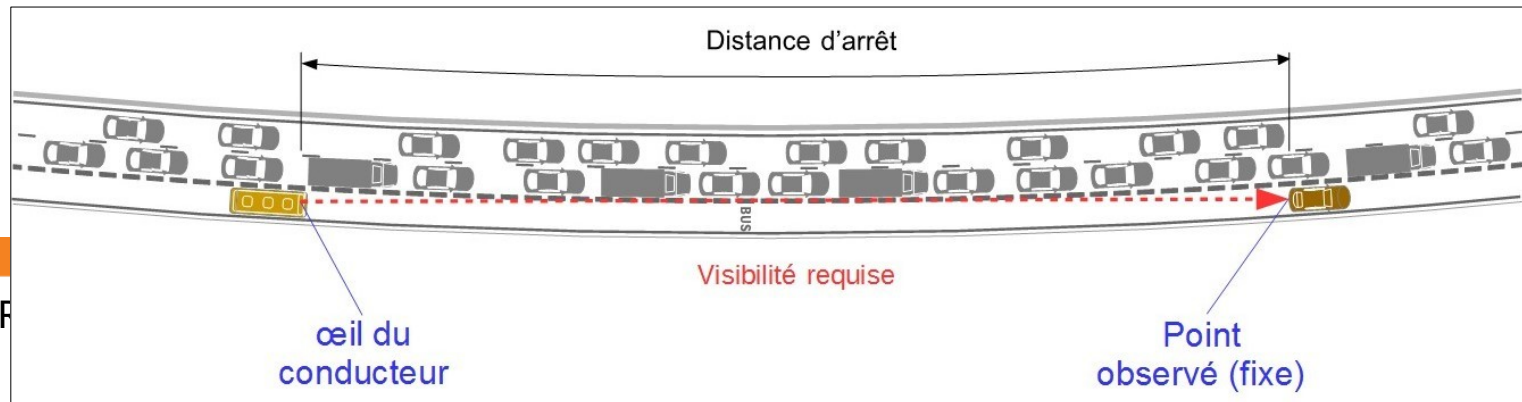 Distance d'arrêt
BUS
Visibilité requise
œil du
conducteur
Point
observé (fixe)